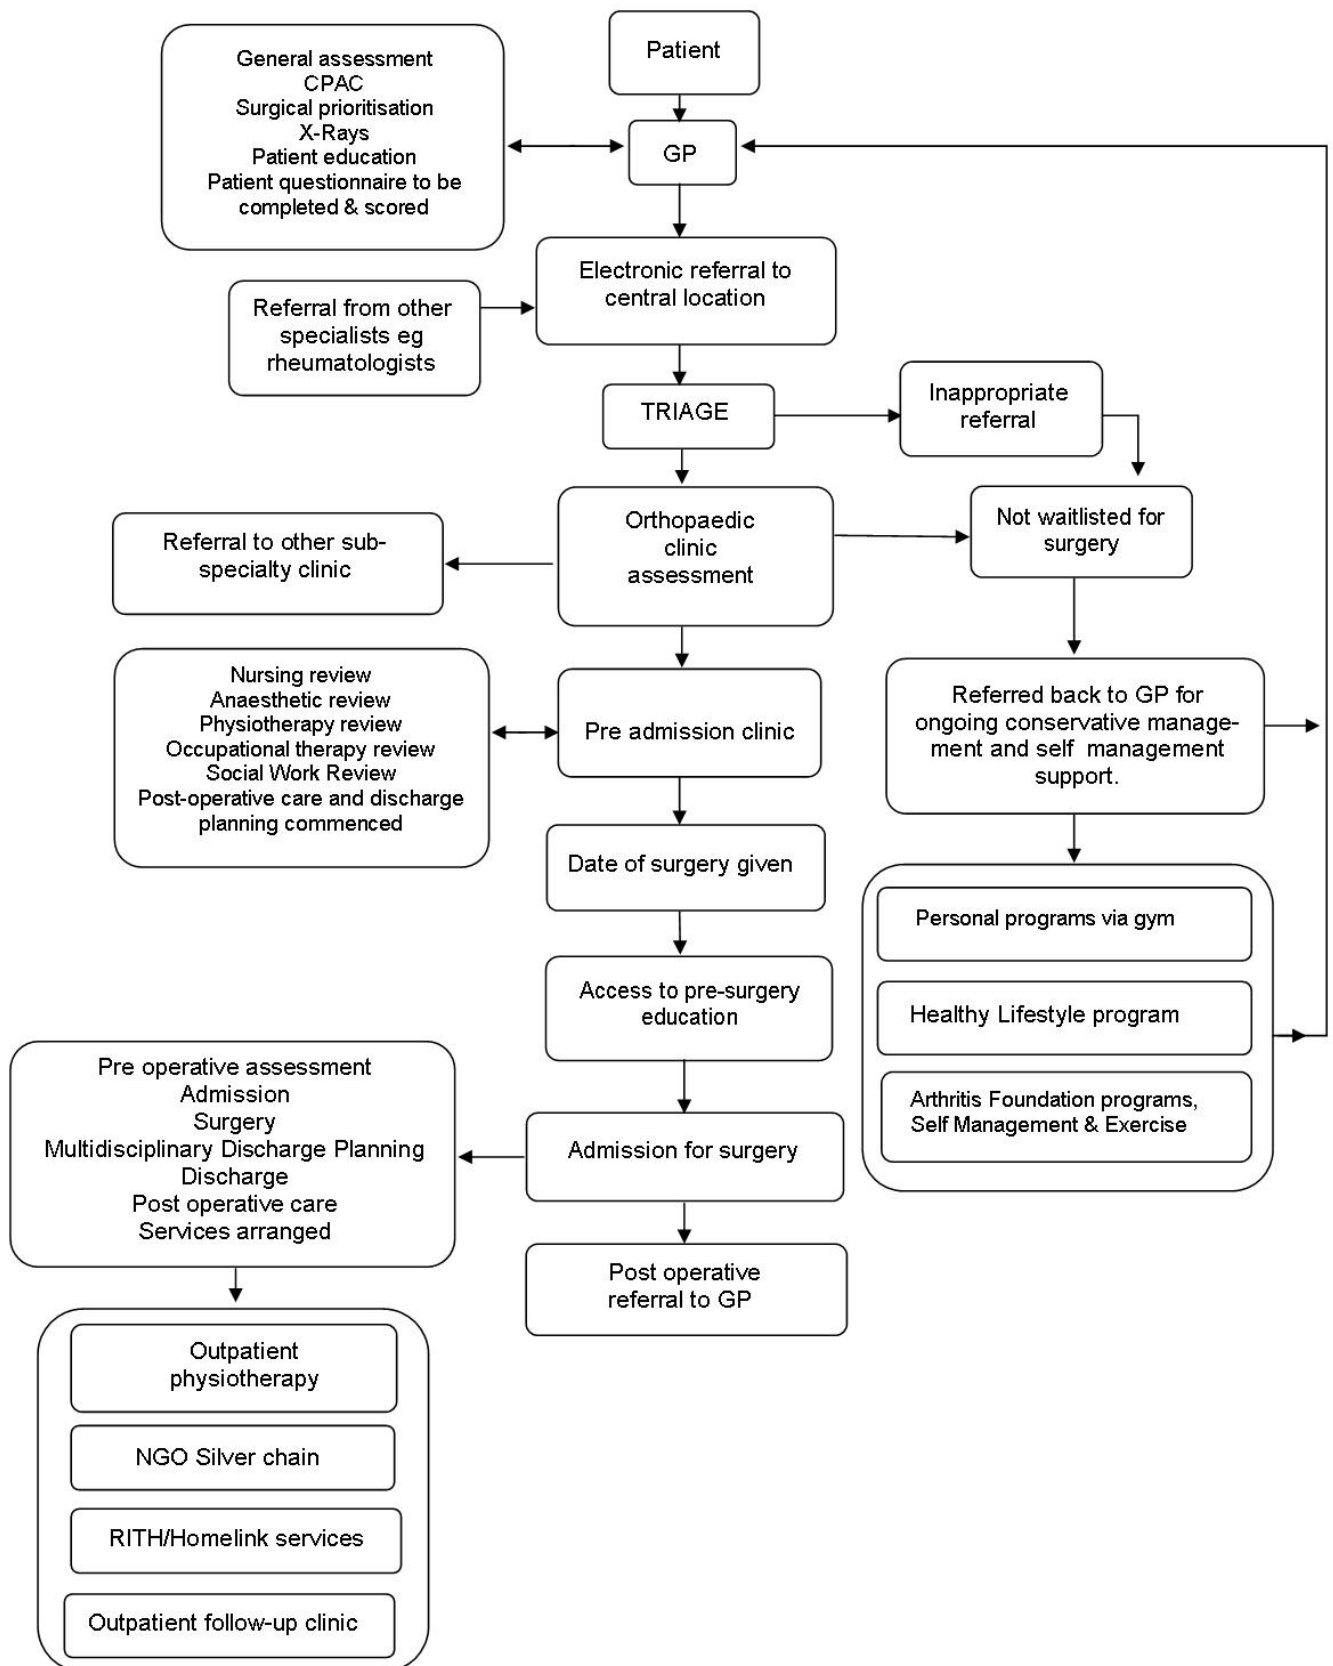 Patient
General assessment
CPAC
Surgical prioritisation
X-Rays
Patient education
Patient questionnaire to be
completed & scored
GP
Electronic referral to
central location
Referral from other
specialists eg
rheumatologists
TRIAGE
Inappropriate
referral
Orthopaedic
clinic
assessment
Not waitlisted for
surgery
Referral to other sub-
specialty clinic
Nursing review
Anaesthetic review
Physiotherapy review
Occupational therapy review
Social Work Review
Post-operative care and discharge
planning commenced
Pre admission clinic
Referred back to GP for
ongoing conservative manage-
ment and self management
support.
Date of surgery given
Personal programs via gym
Healthy Lifestyle program
Arthritis Foundation programs,
Self Management & Exercise
Access to pre-surgery
education
Pre operative assessment
Admission
Surgery
Multidisciplinary Discharge Planning
Discharge
Post operative care
Services arranged
Admission for surgery
Post operative
referral to GP
Outpatient
physiotherapy
NGO Silver chain
RITH/Homelink services
Outpatient follow-up clinic